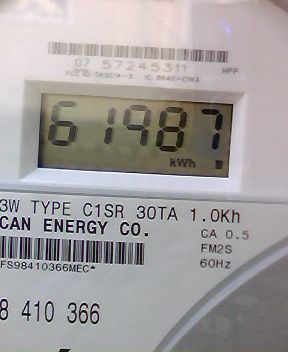 07 57245311 HPP
61987
kWh
3W TYPE C1SR 30TA 1.0Kh
CAN ENERGY CO.
CA 0.5
FM2S
60Hz
FS98410366MEC*
8 410 366